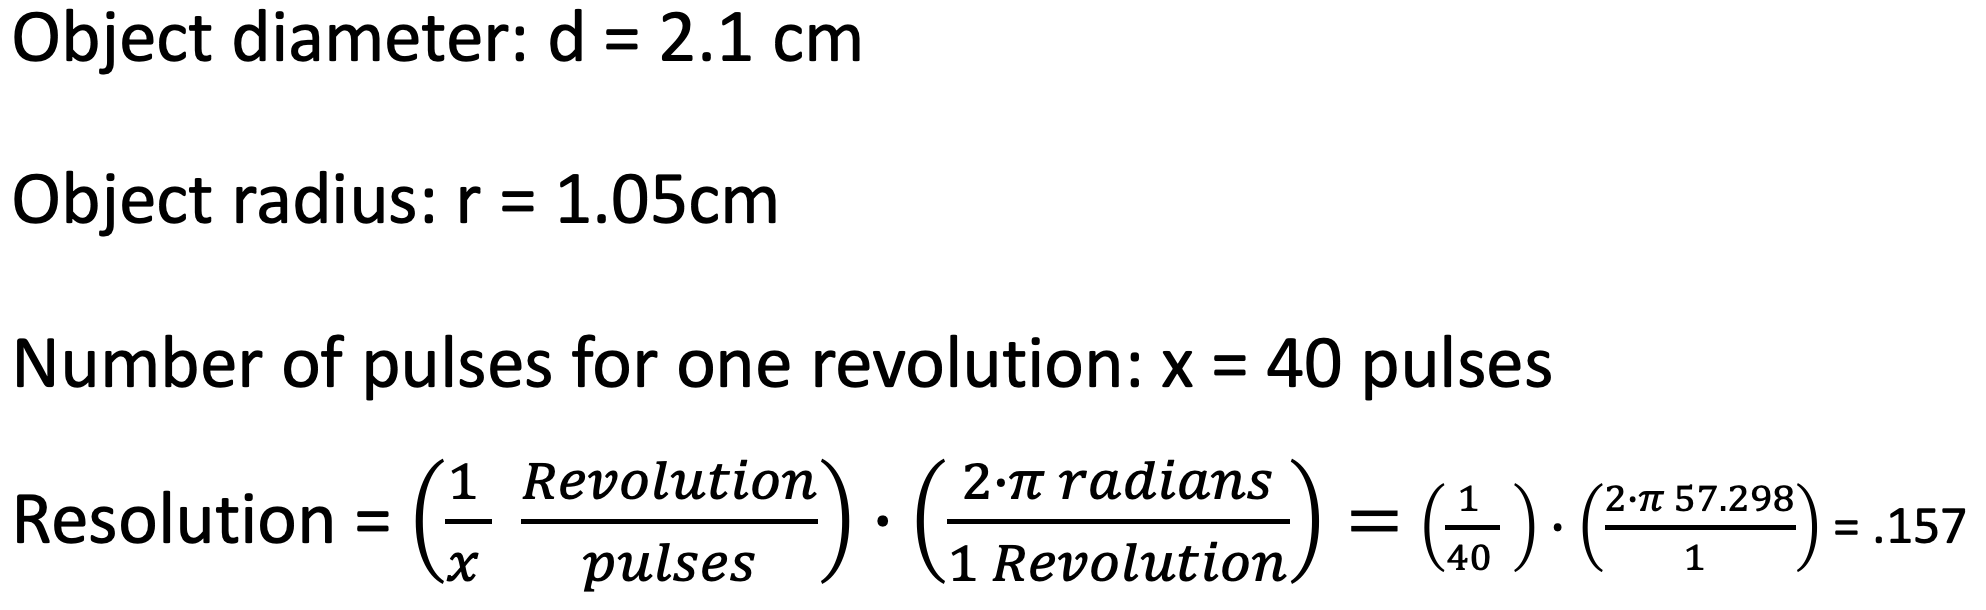 Object diameter: d = 2.1 cm
Object radius: r = 1.05cm
Number of pulses for one revolution: x = 40 pulses
Resolution = (1/x Revolution/pulses) · (2·π radians/1 Revolution) = (1/40) · (2·π 57.298/1) = .157